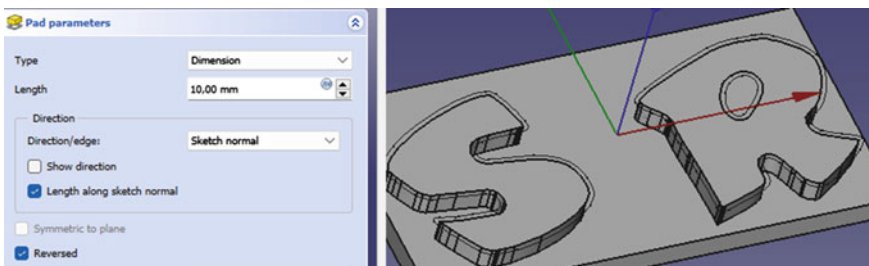 Pad parameters
Type Dimension
Length 10,00 mm
Direction
Direction/edge: Sketch normal
Show direction
Length along sketch normal
Symmetric to plane
Reversed
S R